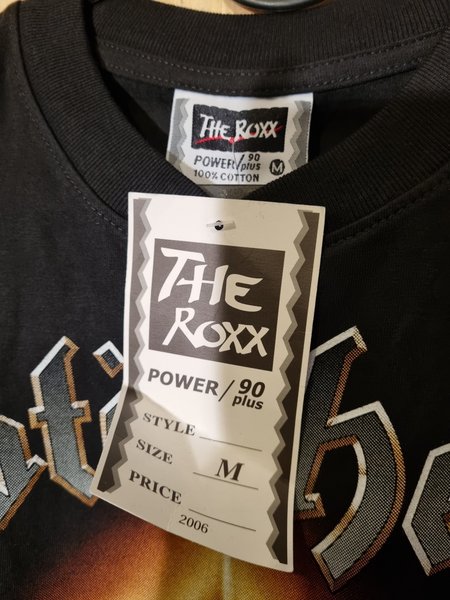 THE ROXX
POWER/90 plus M
100% COTTON
THE
ROXX
POWER/90 plus
STYLE
SIZE M
PRICE
2006